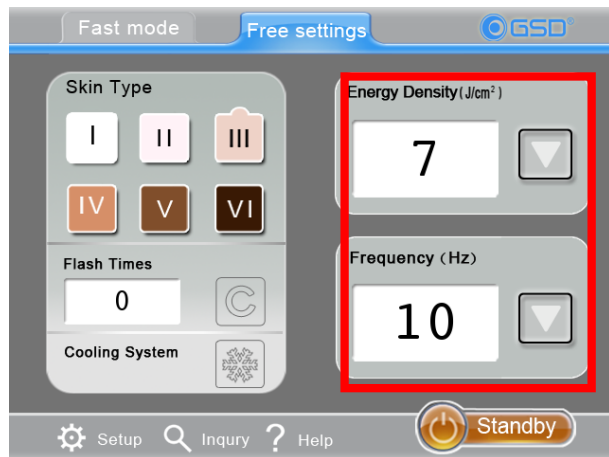 Fast mode
Free settings
GSD®
Skin Type
I II III
IV V VI
Flash Times
0
C
Cooling System
Energy Density(J/cm²)
7
Frequency (Hz)
10
Setup Inqury ? Help
Standby